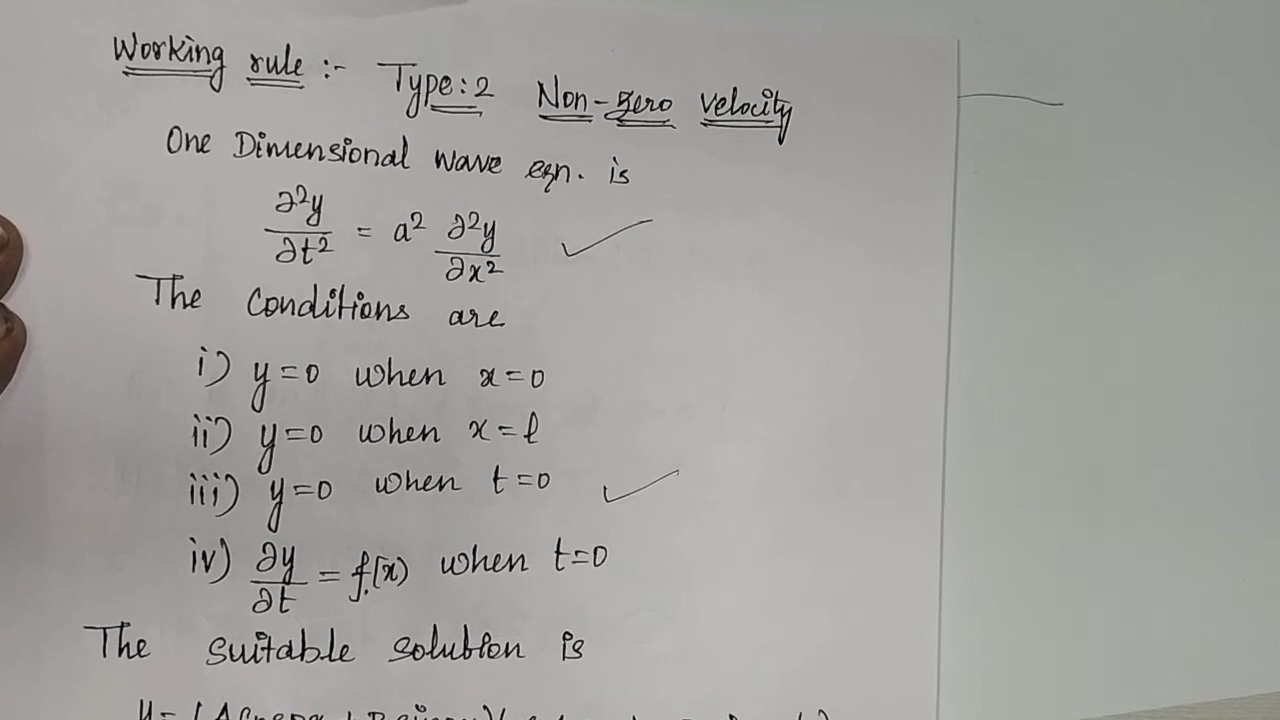 Working rule :- Type:2 Non-zero velocity
One Dimensional wave eqn. is
∂²y/∂t² = a² ∂²y/∂x²
The Conditions are
i) y=0 when x=0
ii) y=0 when x=l
iii) y=0 when t=0
iv) ∂y/∂t = f(x) when t=0
The suitable solution is